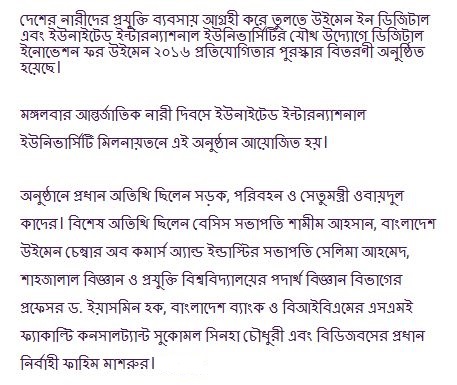 দেশের নারীদের প্রযুক্তি ব্যবসায় আগ্রহী করে তুলতে উইমেন ইন ডিজিটাল
এবং ইউনাইটেড ইন্টারন্যাশনাল ইউনিভার্সিটির যৌথ উদ্যোগে ডিজিটাল
ইনোভেশন ফর উইমেন ২০১৬ প্রতিযোগিতার পুরস্কার বিতরণী অনুষ্ঠিত
হয়েছে।
মঙ্গলবার আন্তর্জাতিক নারী দিবসে ইউনাইটেড ইন্টারন্যাশনাল
ইউনিভার্সিটি মিলনায়তনে এই অনুষ্ঠান আয়োজিত হয়।
অনুষ্ঠানে প্রধান অতিথি ছিলেন সড়ক, পরিবহন ও সেতুমন্ত্রী ওবায়দুল
কাদের। বিশেষ অতিথি ছিলেন বেসিস সভাপতি শামীম আহসান, বাংলাদেশ
উইমেন চেম্বার অব কমার্স অ্যান্ড ইন্ডাস্টির সভাপতি সেলিমা আহমেদ,
শাহজালাল বিজ্ঞান ও প্রযুক্তি বিশ্ববিদ্যালয়ের পদার্থ বিজ্ঞান বিভাগের
প্রফেসর ড. ইয়াসমিন হক, বাংলাদেশ ব্যাংক ও বিআইবিএমের এসএমই
ফ্যাকাল্টি কনসালট্যান্ট সুকোমল সিনহা চৌধুরী এবং বিডিজবসের প্রধান
নির্বাহী ফাহিম মাশরুর।